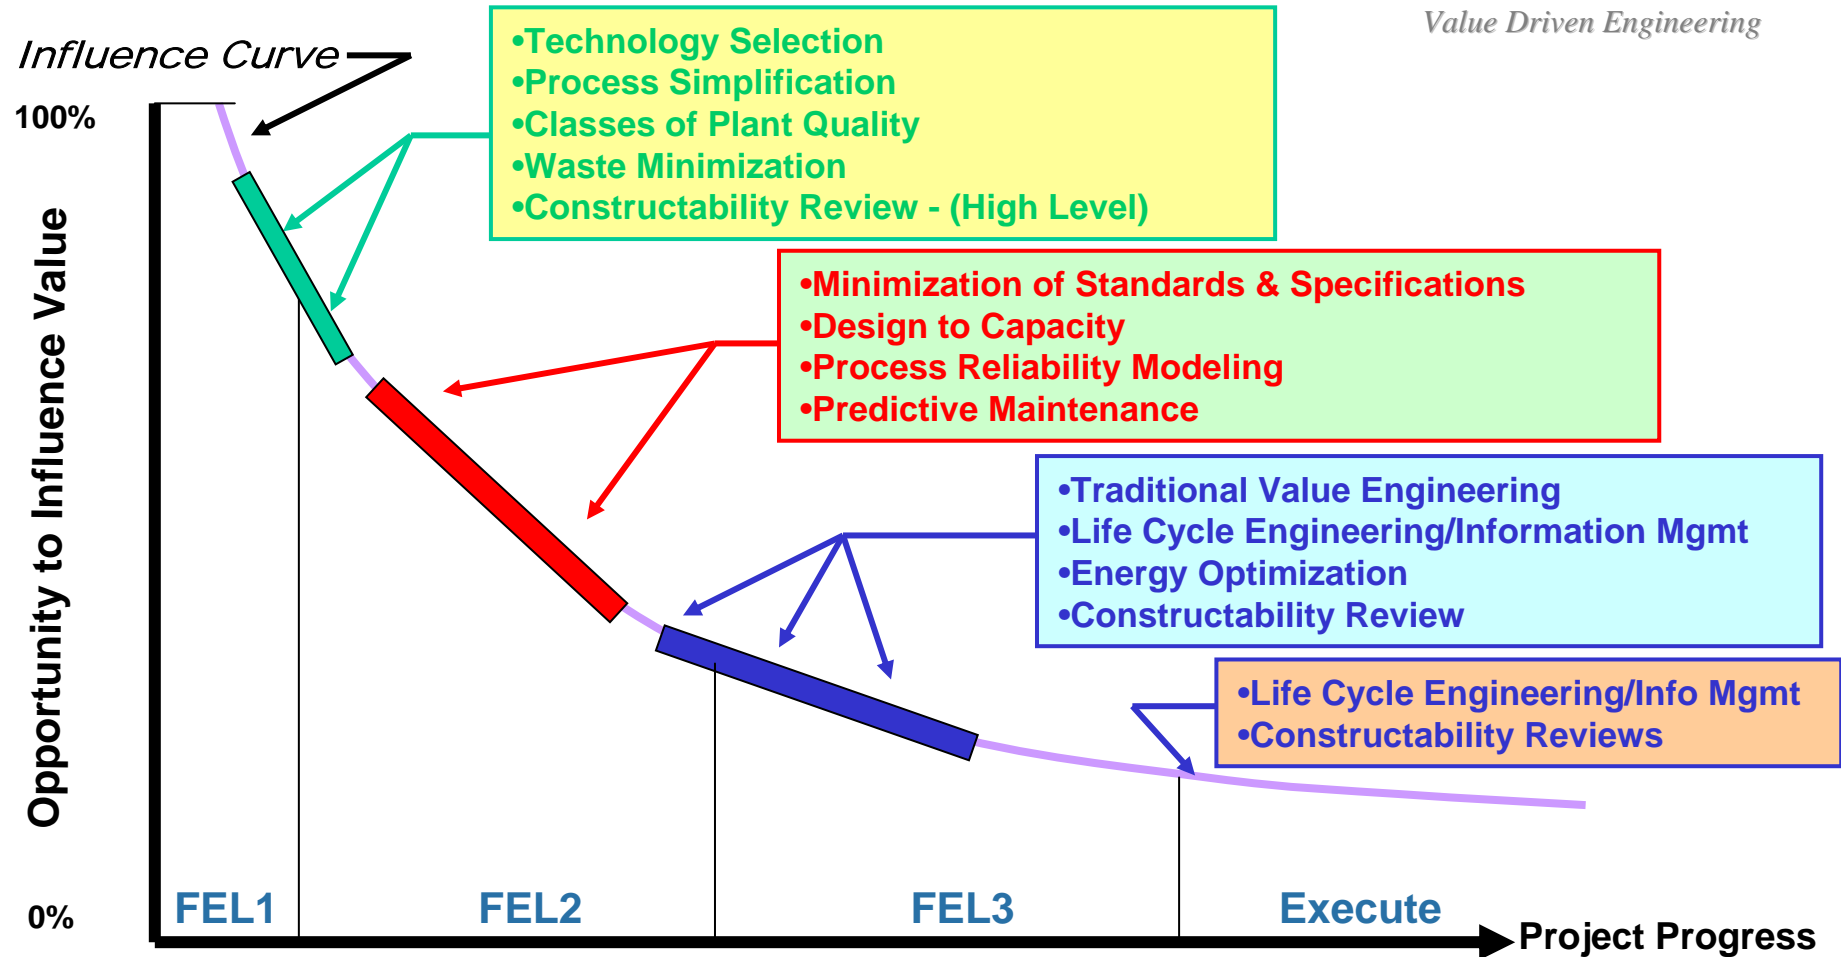 Value Driven Engineering
Influence Curve
100%
•Technology Selection
•Process Simplification
•Classes of Plant Quality
•Waste Minimization
•Constructability Review - (High Level)
•Minimization of Standards & Specifications
•Design to Capacity
•Process Reliability Modeling
•Predictive Maintenance
•Traditional Value Engineering
•Life Cycle Engineering/Information Mgmt
•Energy Optimization
•Constructability Review
•Life Cycle Engineering/Info Mgmt
•Constructability Reviews
Opportunity to Influence Value
0%
FEL1
FEL2
FEL3
Execute
Project Progress